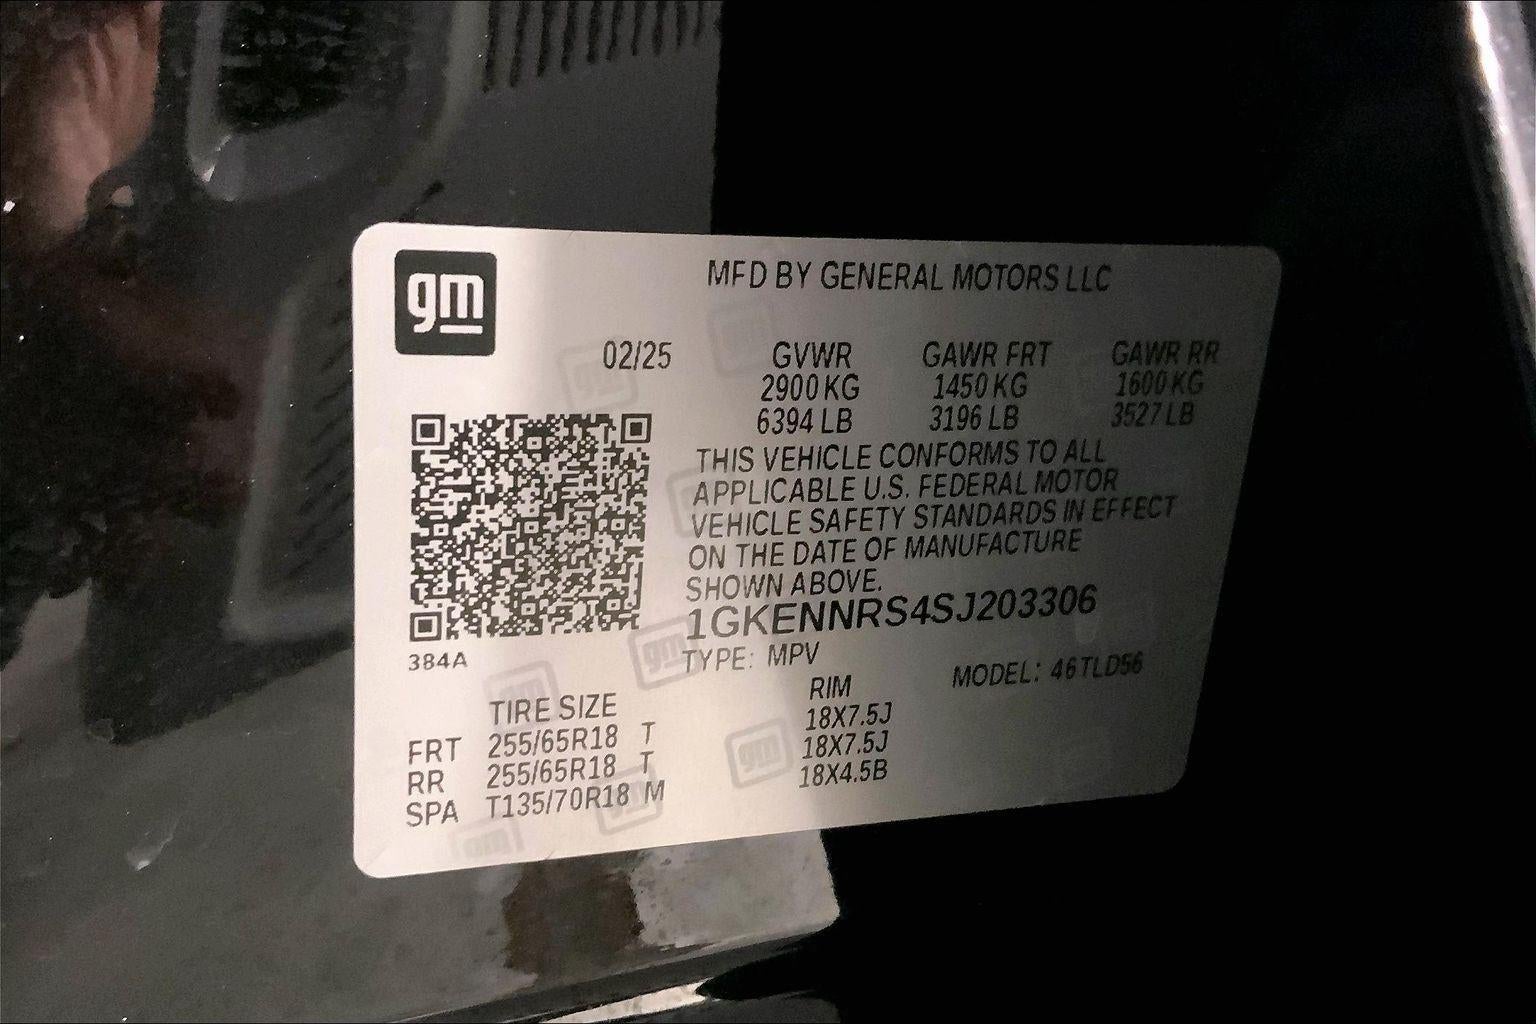 gm
MFD BY GENERAL MOTORS LLC
02/25 GVWR GAWR FRT GAWR RR
2900 KG 1450 KG 1600 KG
6394 LB 3196 LB 3527 LB
THIS VEHICLE CONFORMS TO ALL
APPLICABLE U.S. FEDERAL MOTOR
VEHICLE SAFETY STANDARDS IN EFFECT
ON THE DATE OF MANUFACTURE
SHOWN ABOVE.
1GKENNRS4SJ203306
384A
TYPE: MPV MODEL: 46TLD56
TIRE SIZE RIM
FRT 255/65R18 T 18X7.5J
RR 255/65R18 T 18X7.5J
SPA T135/70R18 M 18X4.5B